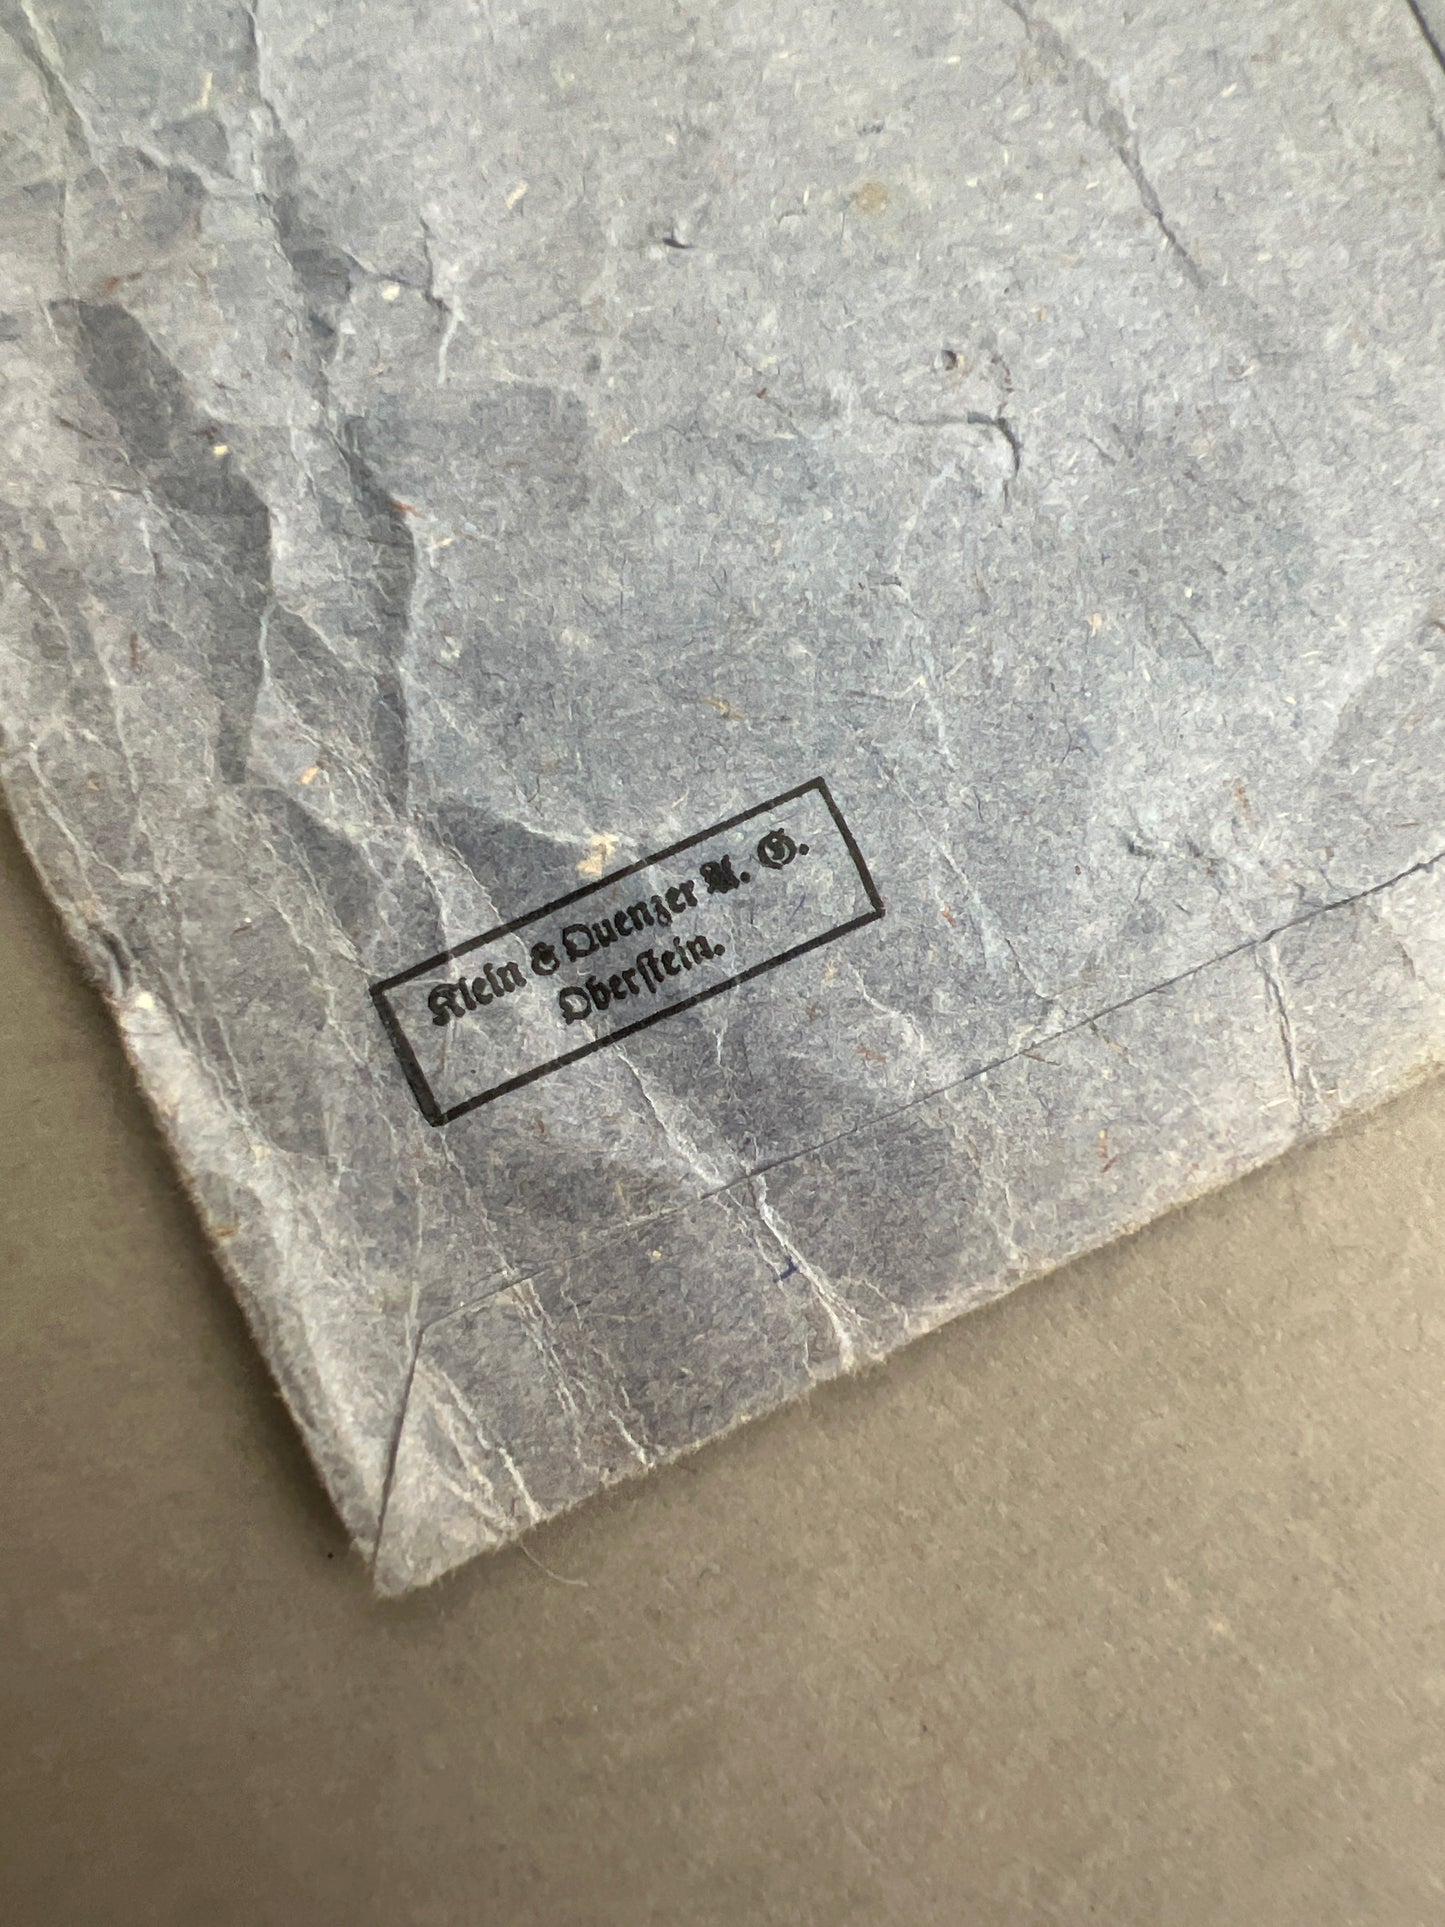 Klein & Quenzer A. G.
Oberstein.